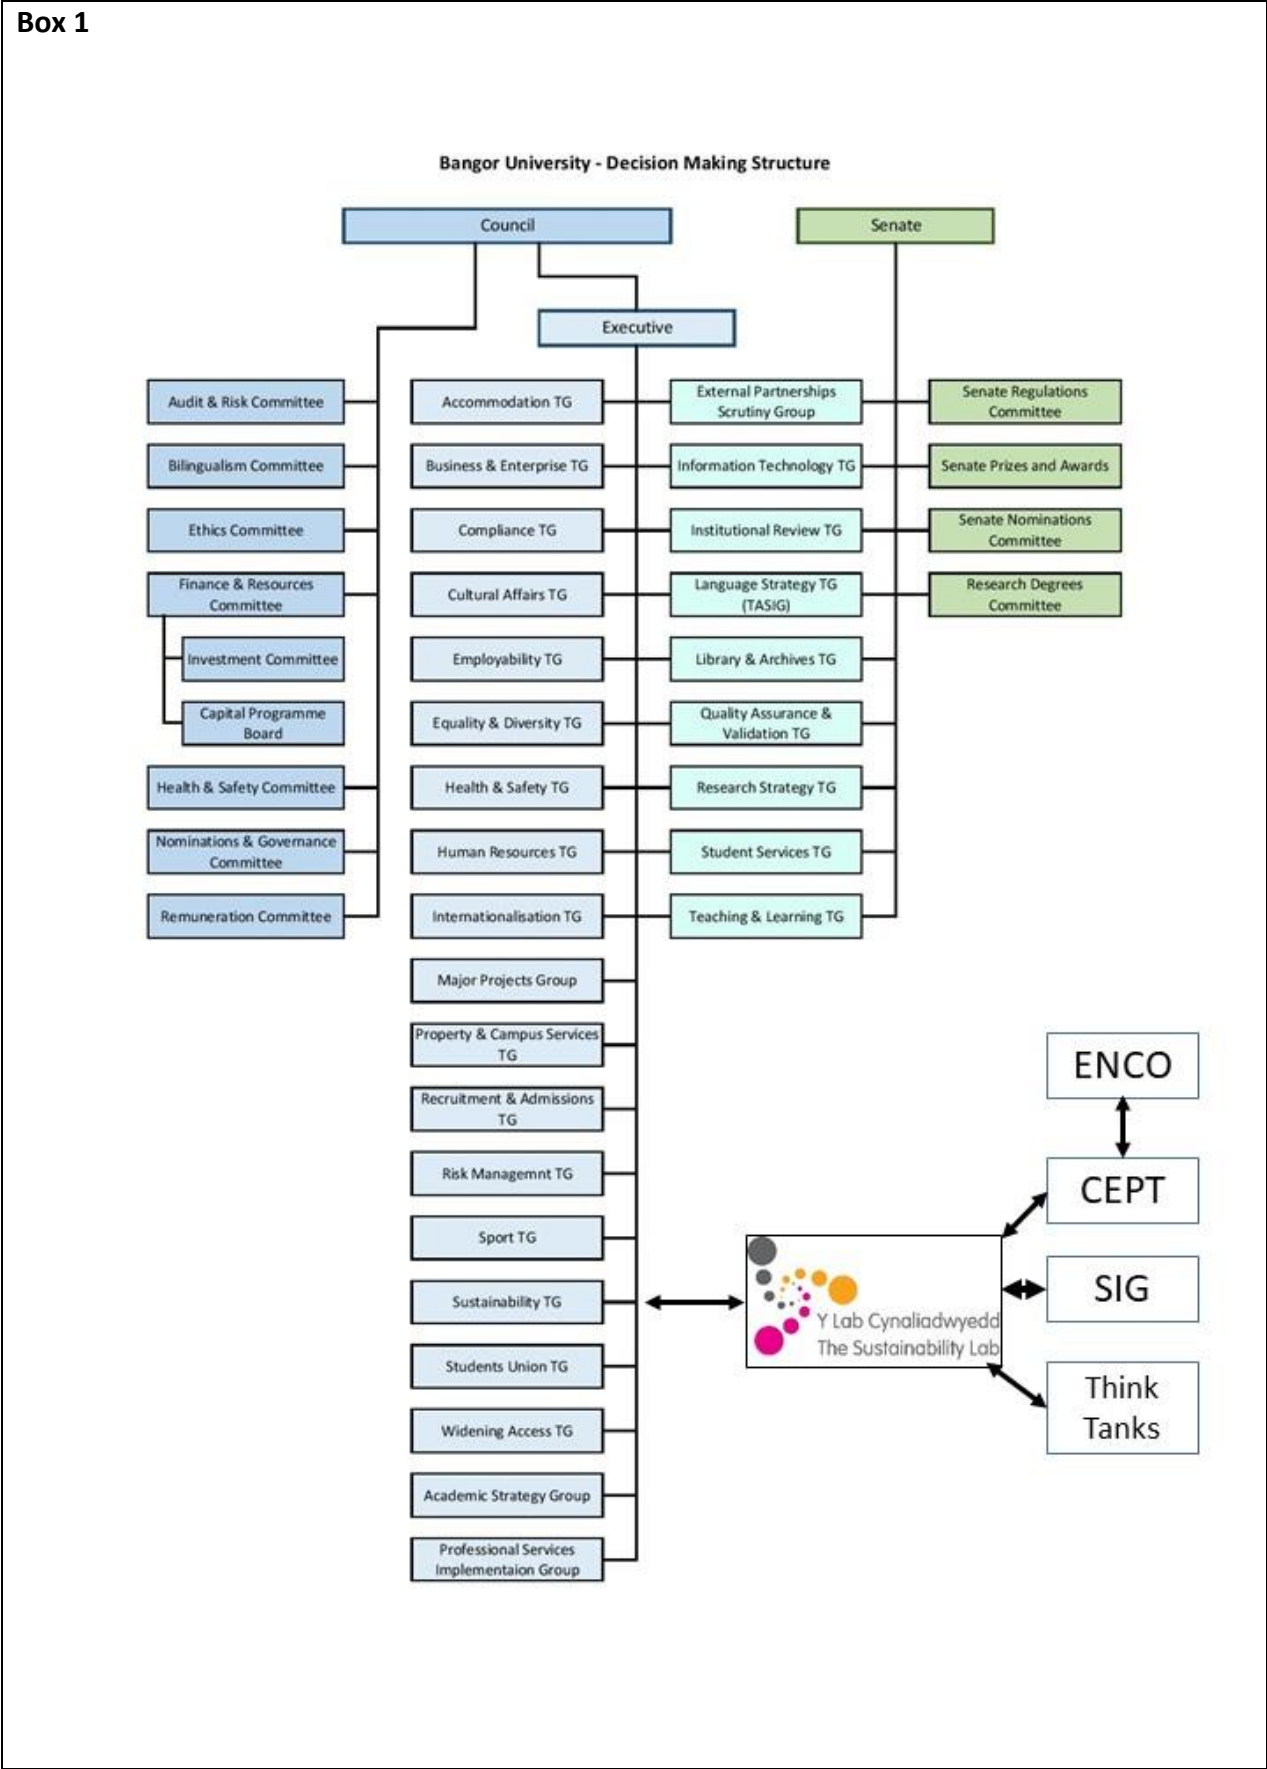 Box 1
Bangor University - Decision Making Structure
Council
Senate
Executive
Audit & Risk Committee
Bilingualism Committee
Ethics Committee
Finance & Resources
Committee
Investment Committee
Capital Programme
Board
Health & Safety Committee
Nominations & Governance
Committee
Remuneration Committee
Accommodation TG
Business & Enterprise TG
Compliance TG
Cultural Affairs TG
Employability TG
Equality & Diversity TG
Health & Safety TG
Human Resources TG
Internationalisation TG
Major Projects Group
Property & Campus Services
TG
Recruitment & Admissions
TG
Risk Managemnt TG
Sport TG
Sustainability TG
Students Union TG
Widening Access TG
Academic Strategy Group
Professional Services
Implementaion Group
External Partnerships
Scrutiny Group
Information Technology TG
Institutional Review TG
Language Strategy TG
(TASIG)
Library & Archives TG
Quality Assurance &
Validation TG
Research Strategy TG
Student Services TG
Teaching & Learning TG
Senate Regulations
Committee
Senate Prizes and Awards
Senate Nominations
Committee
Research Degrees
Committee
Y Lab Cynaliadwyedd
The Sustainability Lab
ENCO
CEPT
SIG
Think
Tanks